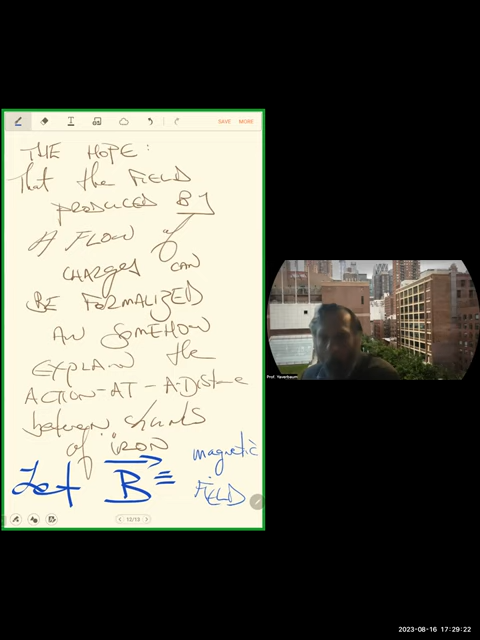 SAVE MORE
THE HOPE:
That the FIELD
PRODUCED BY
A FLOW of
CHARGES CAN
BE FORMALIZED
AN SOMEHOW
EXPLAIN the
ACTION-AT-A-Distance
between chunks
of iron
Let B ≡ magnetic FIELD
12/13
Prof. Yaverbaum
2023-08-16 17:29:22